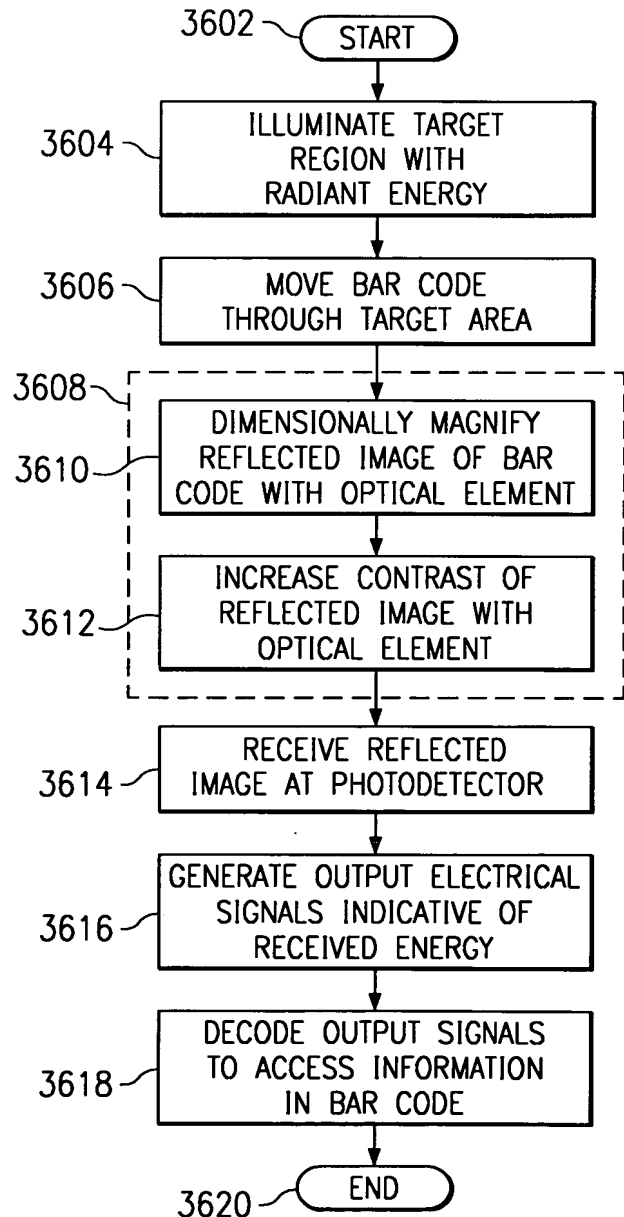 3602
START
3604
ILLUMINATE TARGET
REGION WITH
RADIANT ENERGY
3606
MOVE BAR CODE
THROUGH TARGET AREA
3608
3610
DIMENSIONALLY MAGNIFY
REFLECTED IMAGE OF BAR
CODE WITH OPTICAL ELEMENT
3612
INCREASE CONTRAST OF
REFLECTED IMAGE WITH
OPTICAL ELEMENT
3614
RECEIVE REFLECTED
IMAGE AT PHOTODETECTOR
3616
GENERATE OUTPUT ELECTRICAL
SIGNALS INDICATIVE OF
RECEIVED ENERGY
3618
DECODE OUTPUT SIGNALS
TO ACCESS INFORMATION
IN BAR CODE
3620
END